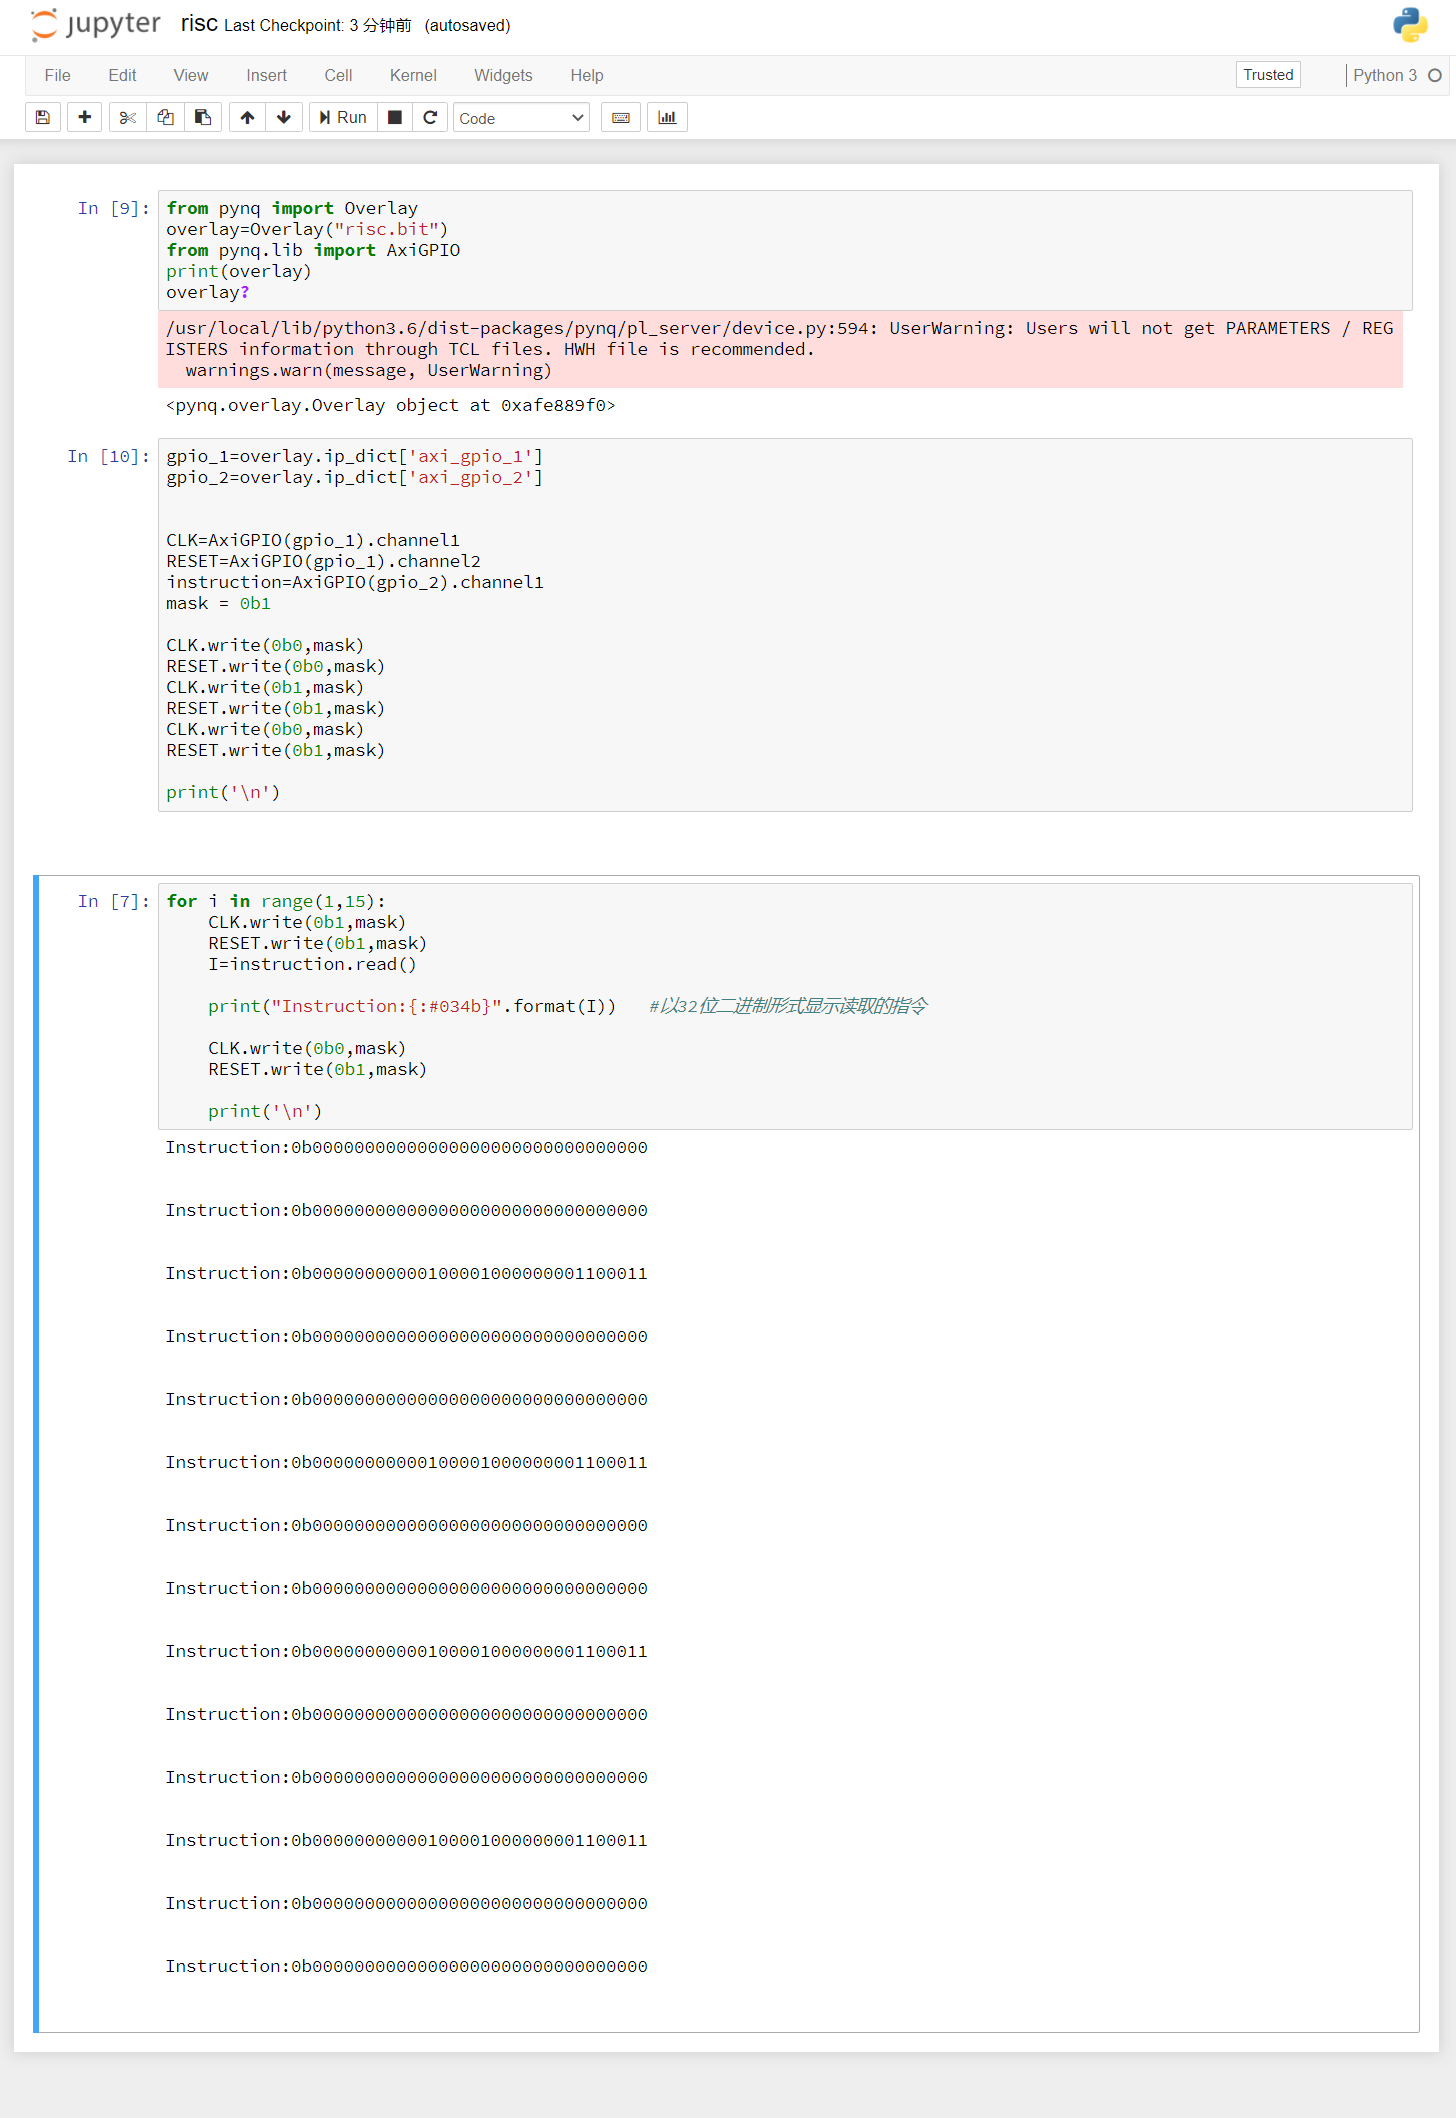 jupyter risc Last Checkpoint: 3 分钟前 (autosaved)
File Edit View Insert Cell Kernel Widgets Help Trusted Python 3
Run Code
In [9]: from pynq import Overlay
overlay=Overlay("risc.bit")
from pynq.lib import AxiGPIO
print(overlay)
overlay?
/usr/local/lib/python3.6/dist-packages/pynq/pl_server/device.py:594: UserWarning: Users will not get PARAMETERS / REG
ISTERS information through TCL files. HWH file is recommended.
warnings.warn(message, UserWarning)
<pynq.overlay.Overlay object at 0xafe889f0>
In [10]: gpio_1=overlay.ip_dict['axi_gpio_1']
gpio_2=overlay.ip_dict['axi_gpio_2']
CLK=AxiGPIO(gpio_1).channel1
RESET=AxiGPIO(gpio_1).channel2
instruction=AxiGPIO(gpio_2).channel1
mask = 0b1
CLK.write(0b0,mask)
RESET.write(0b0,mask)
CLK.write(0b1,mask)
RESET.write(0b1,mask)
CLK.write(0b0,mask)
RESET.write(0b1,mask)
print('\n')
In [7]: for i in range(1,15):
CLK.write(0b1,mask)
RESET.write(0b1,mask)
I=instruction.read()
print("Instruction:{:#034b}".format(I)) #以32位二进制形式显示读取的指令
CLK.write(0b0,mask)
RESET.write(0b1,mask)
print('\n')
Instruction:0b00000000000000000000000000000000
Instruction:0b00000000000000000000000000000000
Instruction:0b00000000000100001000000001100011
Instruction:0b00000000000000000000000000000000
Instruction:0b00000000000000000000000000000000
Instruction:0b00000000000100001000000001100011
Instruction:0b00000000000000000000000000000000
Instruction:0b00000000000000000000000000000000
Instruction:0b00000000000100001000000001100011
Instruction:0b00000000000000000000000000000000
Instruction:0b00000000000000000000000000000000
Instruction:0b00000000000100001000000001100011
Instruction:0b00000000000000000000000000000000
Instruction:0b00000000000000000000000000000000